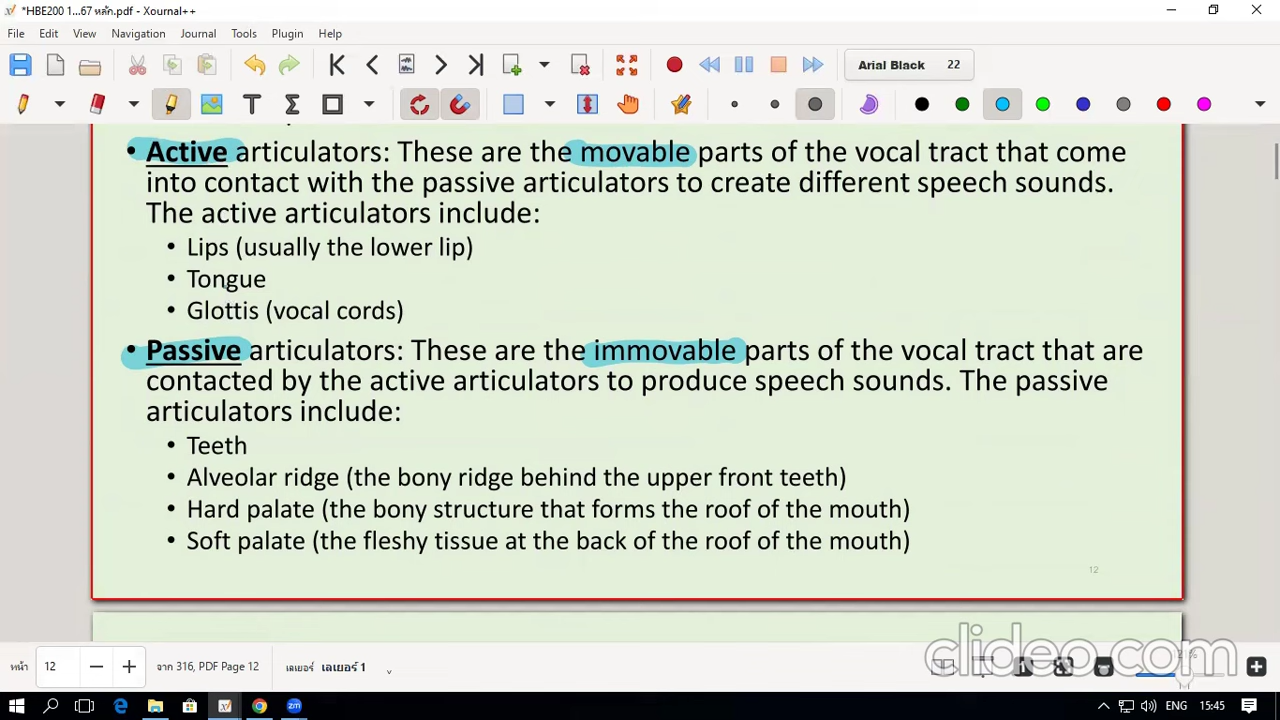 *HBE200 1...67 หลัก.pdf - Xournal++
File Edit View Navigation Journal Tools Plugin Help
Arial Black 22
• Active articulators: These are the movable parts of the vocal tract that come
into contact with the passive articulators to create different speech sounds.
The active articulators include:
• Lips (usually the lower lip)
• Tongue
• Glottis (vocal cords)
• Passive articulators: These are the immovable parts of the vocal tract that are
contacted by the active articulators to produce speech sounds. The passive
articulators include:
• Teeth
• Alveolar ridge (the bony ridge behind the upper front teeth)
• Hard palate (the bony structure that forms the roof of the mouth)
• Soft palate (the fleshy tissue at the back of the roof of the mouth)
12
clideo.com
หน้า 12 จาก 316, PDF Page 12 เลเยอร์ เลเยอร์ 1
ENG 15:45